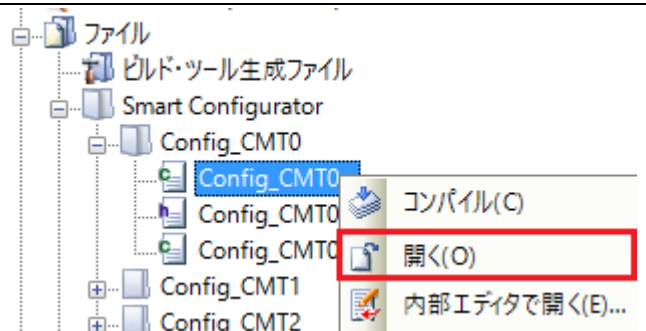 ファイル
ビルド・ツール生成ファイル
Smart Configurator
Config_CMT0
Config_CMT0
コンパイル(C)
Config_CMT0
Config_CMT0
開く(O)
Config_CMT1
内部エディタで開く(E)...
Config_CMT2